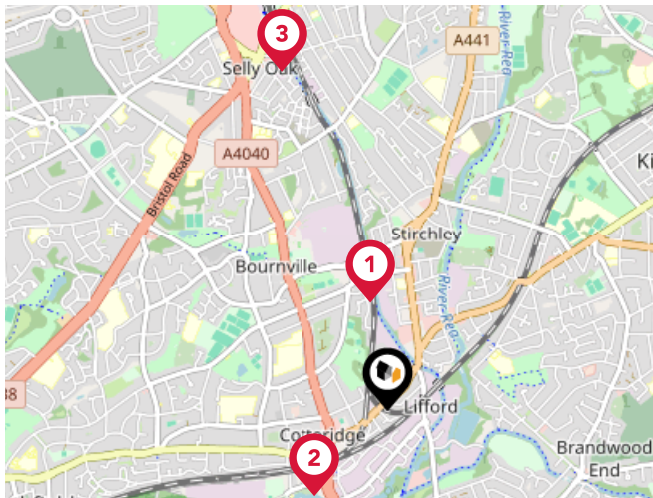 3
Selly Oak
A441
River Rea
A4040
Ki
Bristol Road
Stirchley
1
Bournville
River Rea
38
Lifford
Cotteridge
2
Brandwood
End